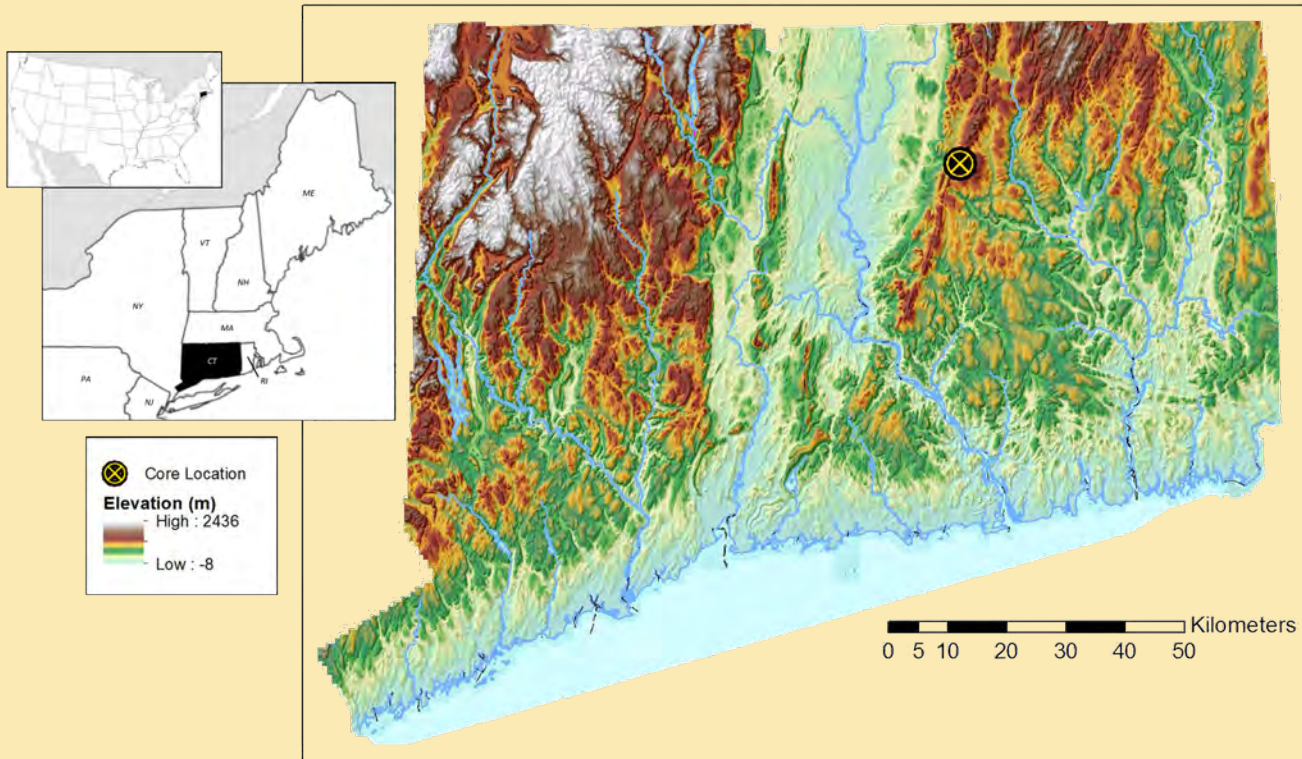 ME
VT
NH
NY
MA
CT
RI
PA
NJ
Core Location
Elevation (m)
High : 2436
Low : -8
Kilometers
0 5 10 20 30 40 50